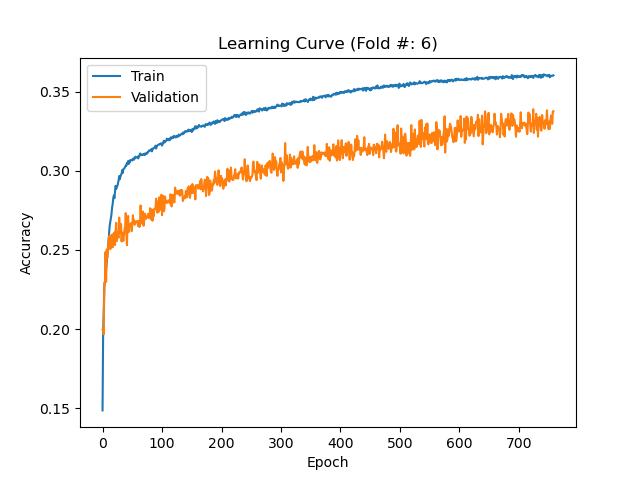 Learning Curve (Fold #: 6)
Train
Validation
0.35
0.30
0.25
0.20
0.15
Accuracy
0 100 200 300 400 500 600 700
Epoch